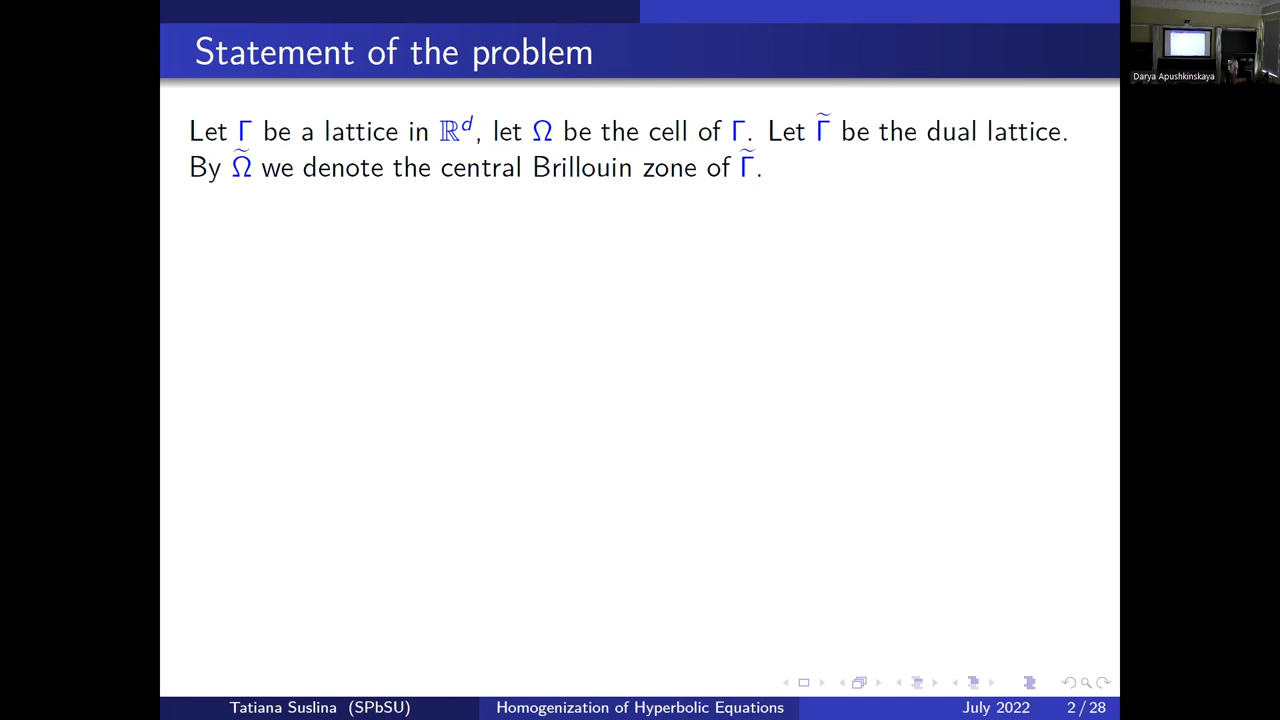 Statement of the problem
Darya Apushkinskaya
Let Γ be a lattice in ℝᵈ, let Ω be the cell of Γ. Let Γ̃ be the dual lattice.
By Ω̃ we denote the central Brillouin zone of Γ̃.
Tatiana Suslina (SPbSU) Homogenization of Hyperbolic Equations July 2022 2 / 28